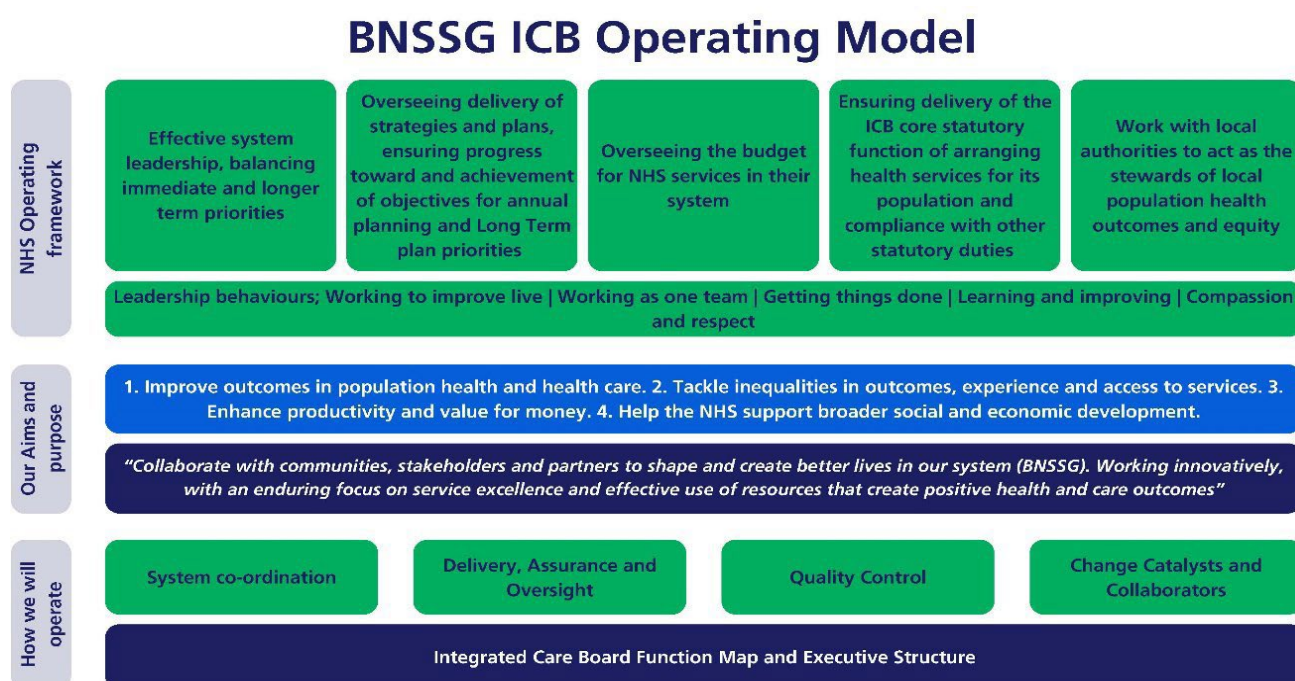 BNSSG ICB Operating Model
NHS Operating
framework
Effective system
leadership, balancing
immediate and longer
term priorities
Overseeing delivery of
strategies and plans,
ensuring progress
toward and achievement
of objectives for annual
planning and Long Term
plan priorities
Overseeing the budget
for NHS services in their
system
Ensuring delivery of the
ICB core statutory
function of arranging
health services for its
population and
compliance with other
statutory duties
Work with local
authorities to act as the
stewards of local
population health
outcomes and equity
Leadership behaviours; Working to improve live | Working as one team | Getting things done | Learning and improving | Compassion
and respect
Our Aims and
purpose
1. Improve outcomes in population health and health care. 2. Tackle inequalities in outcomes, experience and access to services. 3.
Enhance productivity and value for money. 4. Help the NHS support broader social and economic development.
“Collaborate with communities, stakeholders and partners to shape and create better lives in our system (BNSSG). Working innovatively,
with an enduring focus on service excellence and effective use of resources that create positive health and care outcomes”
How we will
operate
System co-ordination
Delivery, Assurance and
Oversight
Quality Control
Change Catalysts and
Collaborators
Integrated Care Board Function Map and Executive Structure